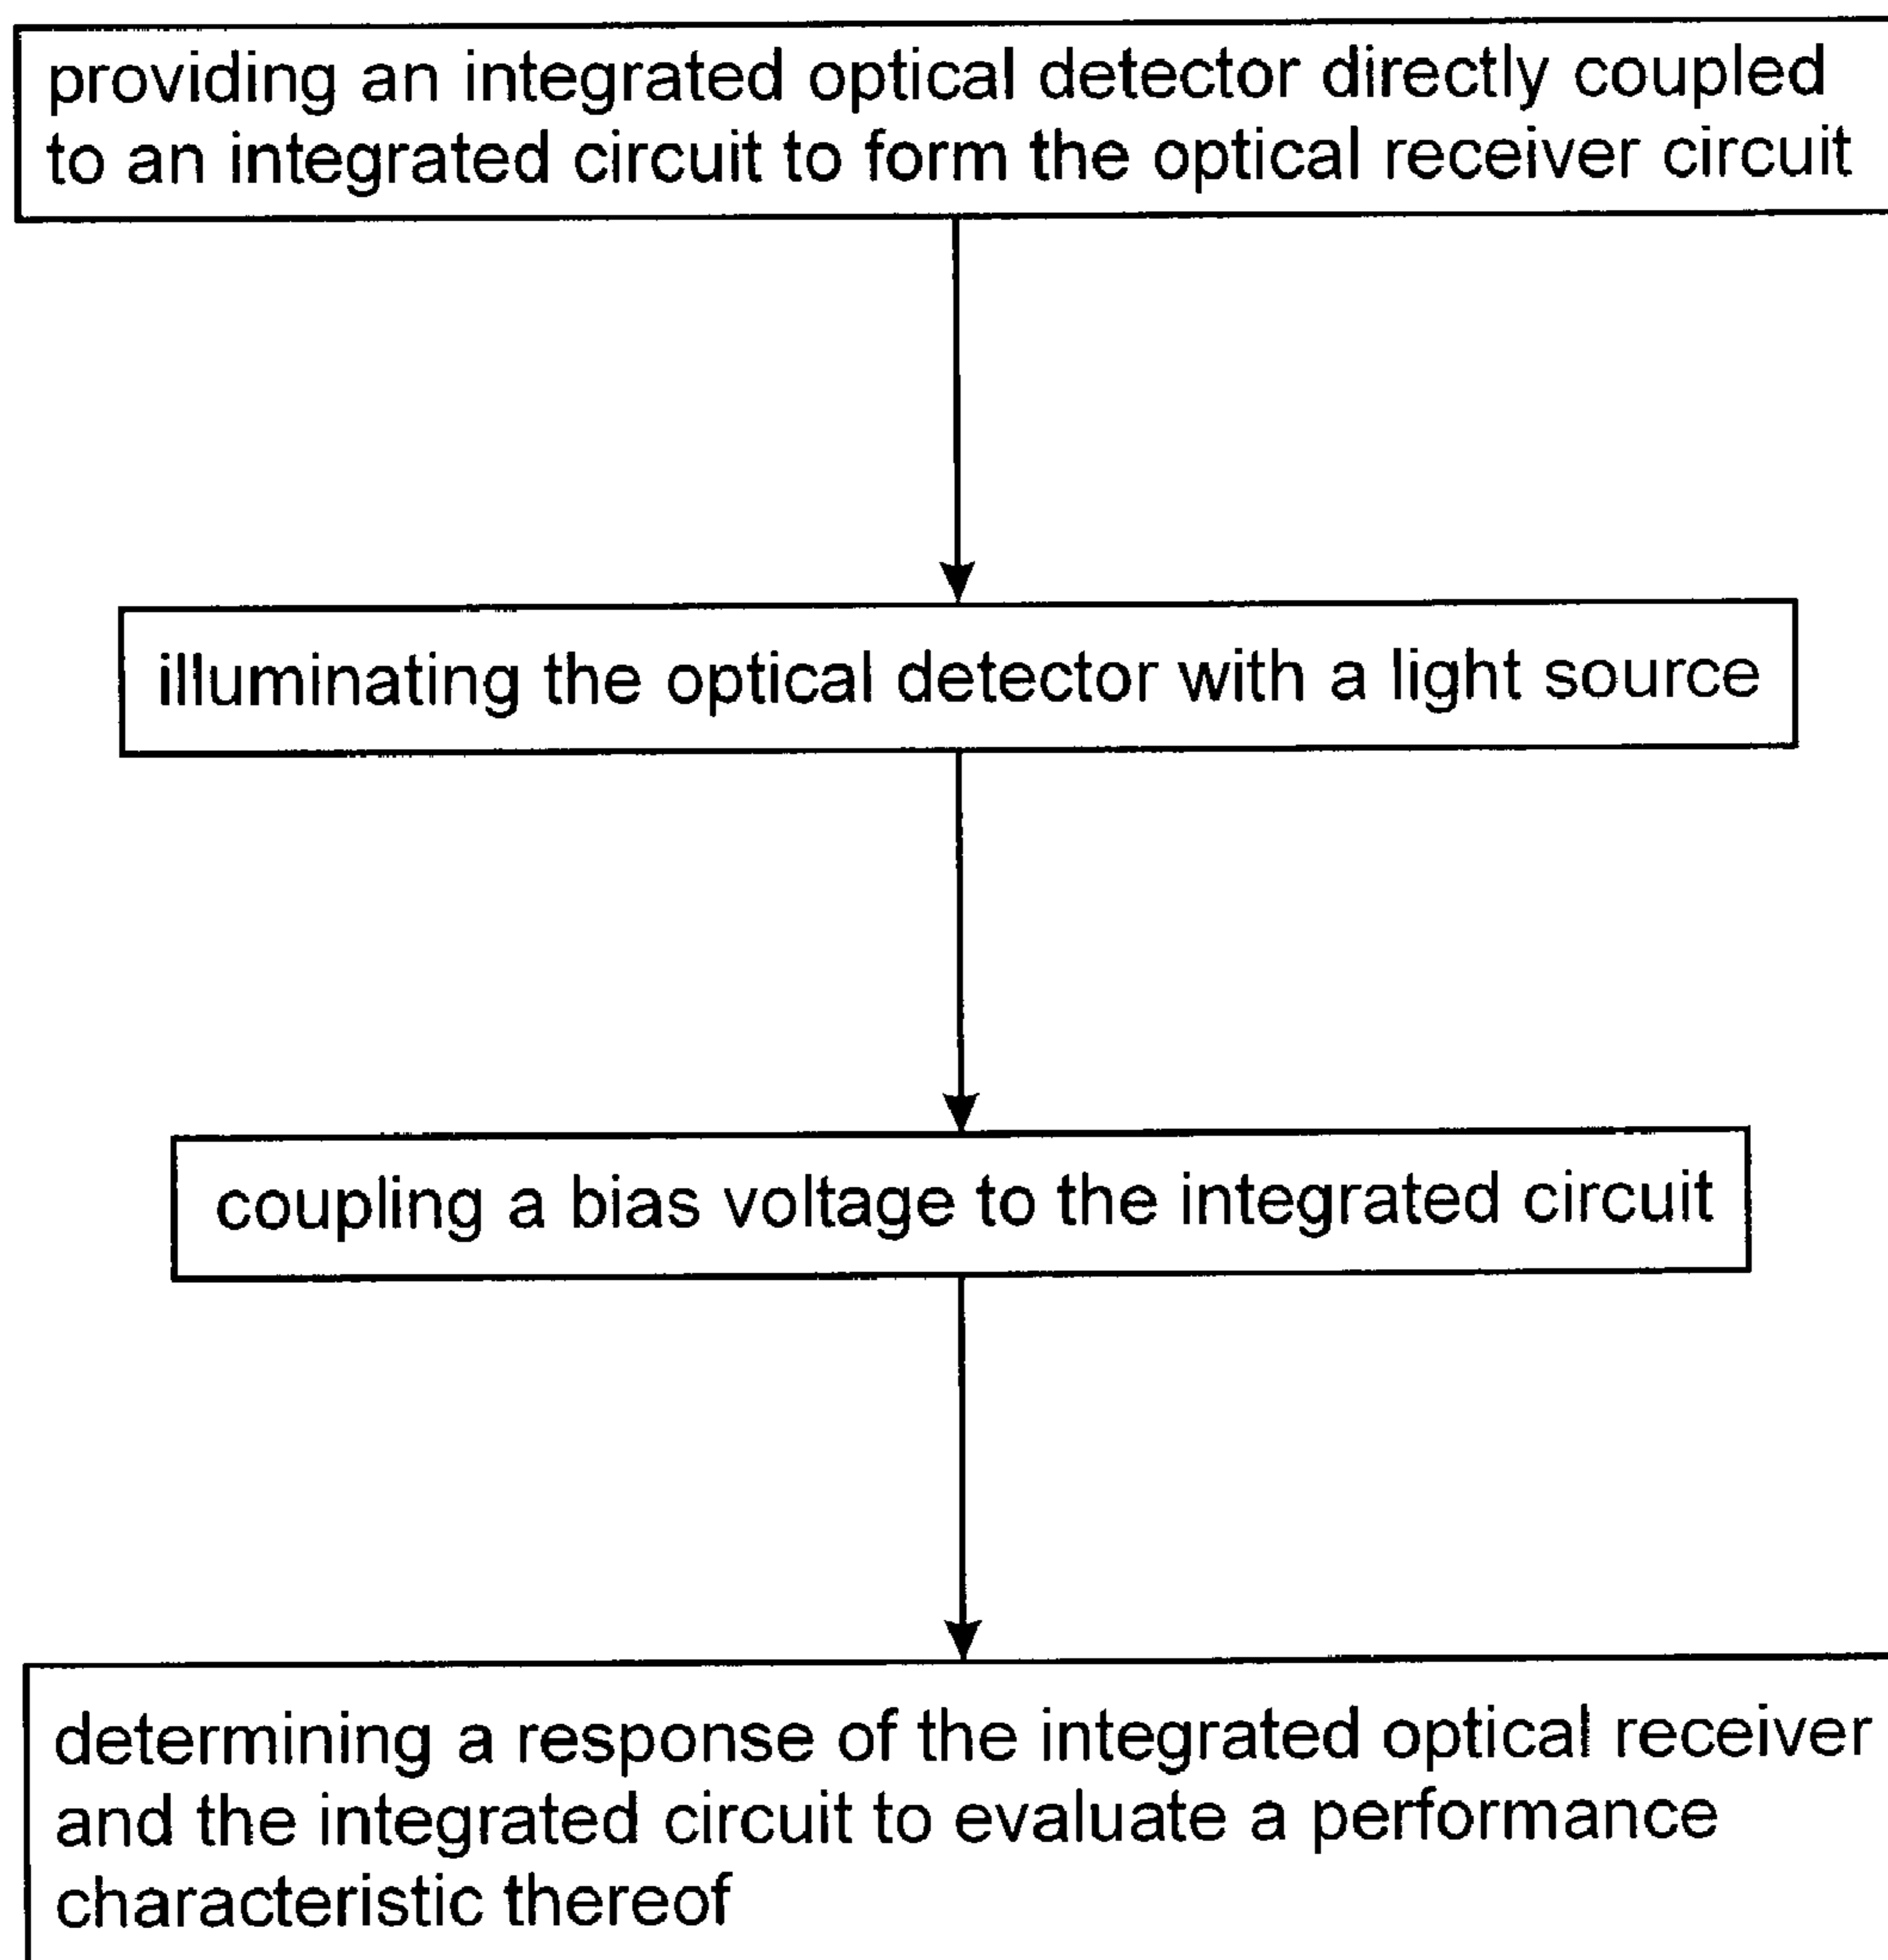 providing an integrated optical detector directly coupled
to an integrated circuit to form the optical receiver circuit
illuminating the optical detector with a light source
coupling a bias voltage to the integrated circuit
determining a response of the integrated optical receiver
and the integrated circuit to evaluate a performance
characteristic thereof